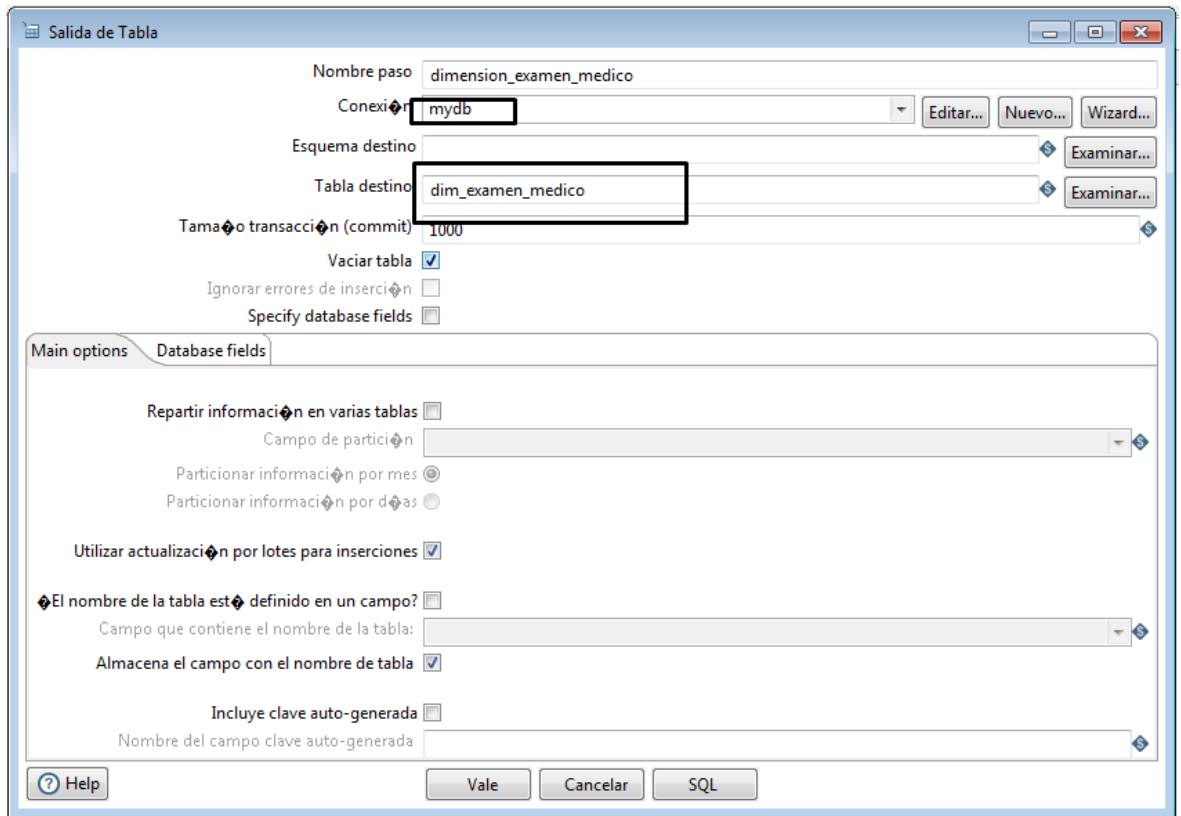 Salida de Tabla
Nombre paso dimension_examen_medico
Conexi�n mydb Editar... Nuevo... Wizard...
Esquema destino Examinar...
Tabla destino dim_examen_medico Examinar...
Tama�o transacci�n (commit) 1000
Vaciar tabla
Ignorar errores de inserci�n
Specify database fields
Main options Database fields
Repartir informaci�n en varias tablas
Campo de partici�n
Particionar informaci�n por mes
Particionar informaci�n por d�as
Utilizar actualizaci�n por lotes para inserciones
�El nombre de la tabla est� definido en un campo?
Campo que contiene el nombre de la tabla:
Almacena el campo con el nombre de tabla
Incluye clave auto-generada
Nombre del campo clave auto-generada
Help Vale Cancelar SQL